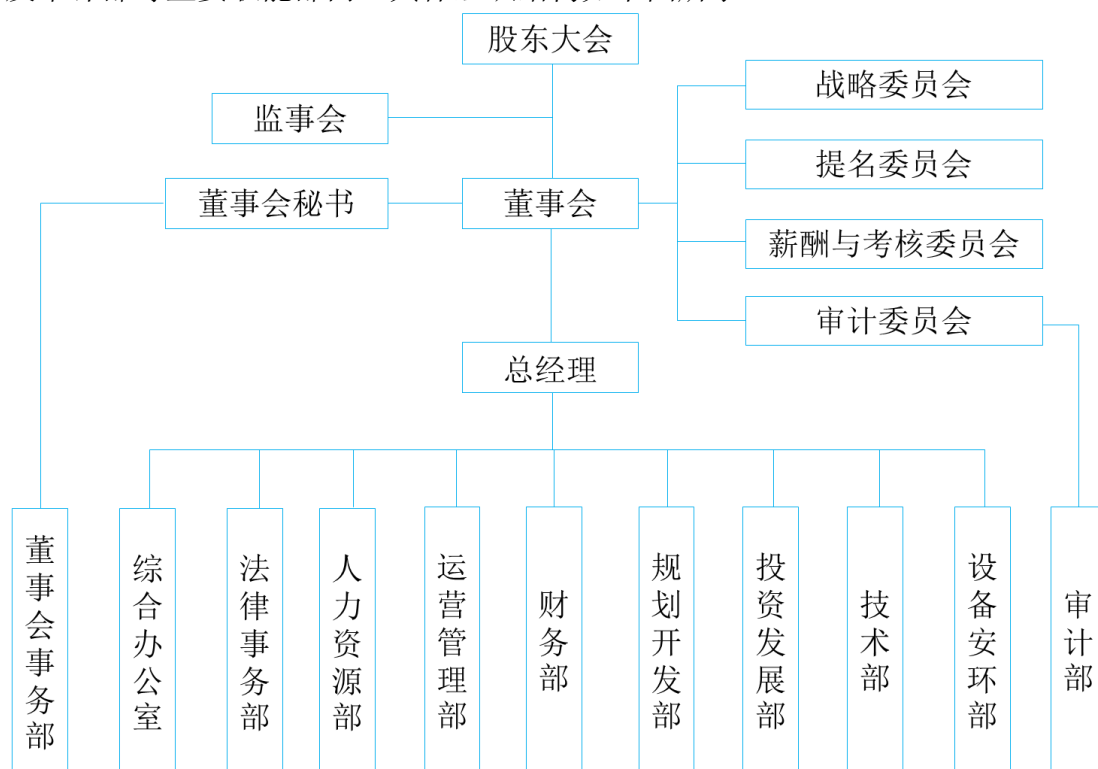 股东大会
战略委员会
监事会
提名委员会
董事会秘书
董事会
薪酬与考核委员会
审计委员会
总经理
董事会事务部
综合办公室
法律事务部
人力资源部
运营管理部
财务部
规划开发部
投资发展部
技术部
设备安环部
审计部